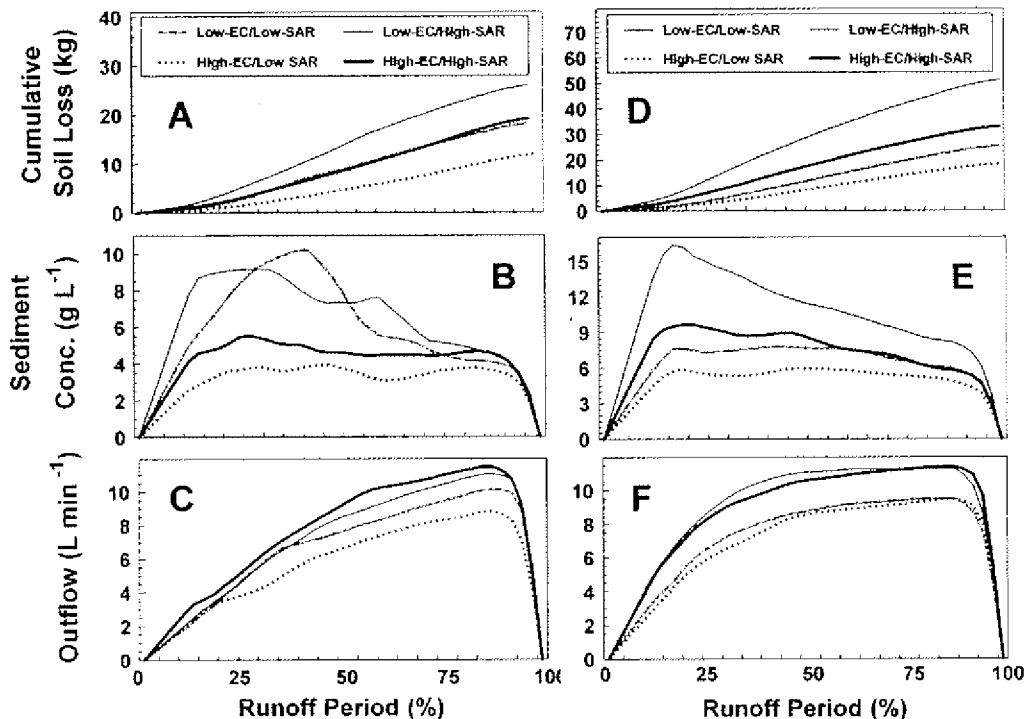 Cumulative
Soil Loss (kg)
40
30
20
10
0
Low-EC/Low-SAR
Low-EC/High-SAR
High-EC/Low SAR
High-EC/High-SAR
A
70
60
50
40
30
20
10
0
Low-EC/Low-SAR
Low-EC/High-SAR
High-EC/Low SAR
High-EC/High-SAR
D
Sediment
Conc. (g L-1)
10
8
6
4
2
0
B
15
12
9
6
3
0
E
Outflow (L min -1)
10
8
6
4
2
0
C
10
8
6
4
2
0
F
0
25
50
75
100
0
25
50
75
100
Runoff Period (%)
Runoff Period (%)